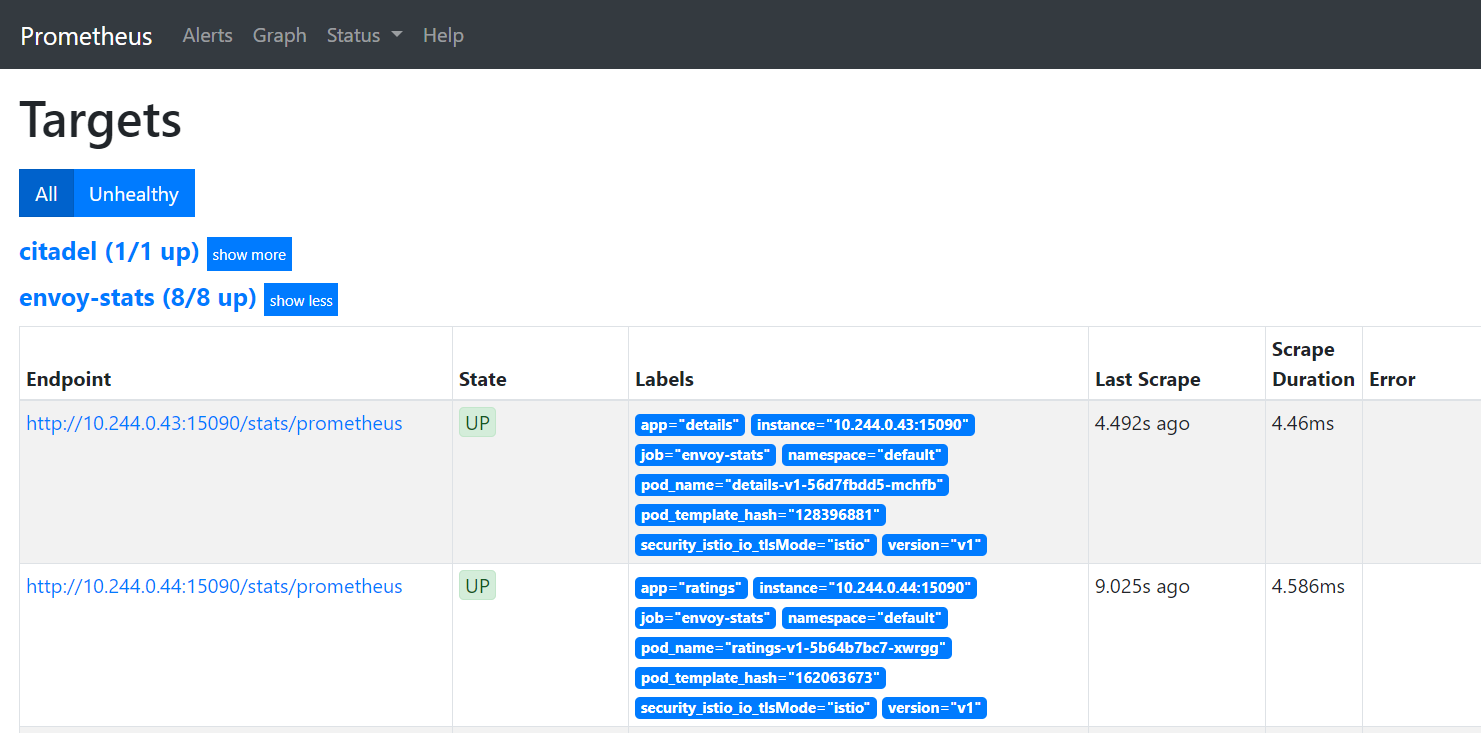 Prometheus Alerts Graph Status Help
Targets
All Unhealthy
citadel (1/1 up) show more
envoy-stats (8/8 up) show less
Endpoint State Labels Last Scrape Scrape Duration Error
http://10.244.0.43:15090/stats/prometheus UP app="details" instance="10.244.0.43:15090" 4.492s ago 4.46ms
job="envoy-stats" namespace="default"
pod_name="details-v1-56d7fbdd5-mchfb"
pod_template_hash="128396881"
security_istio_io_tlsMode="istio" version="v1"
http://10.244.0.44:15090/stats/prometheus UP app="ratings" instance="10.244.0.44:15090" 9.025s ago 4.586ms
job="envoy-stats" namespace="default"
pod_name="ratings-v1-5b64b7bc7-xwrgg"
pod_template_hash="162063673"
security_istio_io_tlsMode="istio" version="v1"